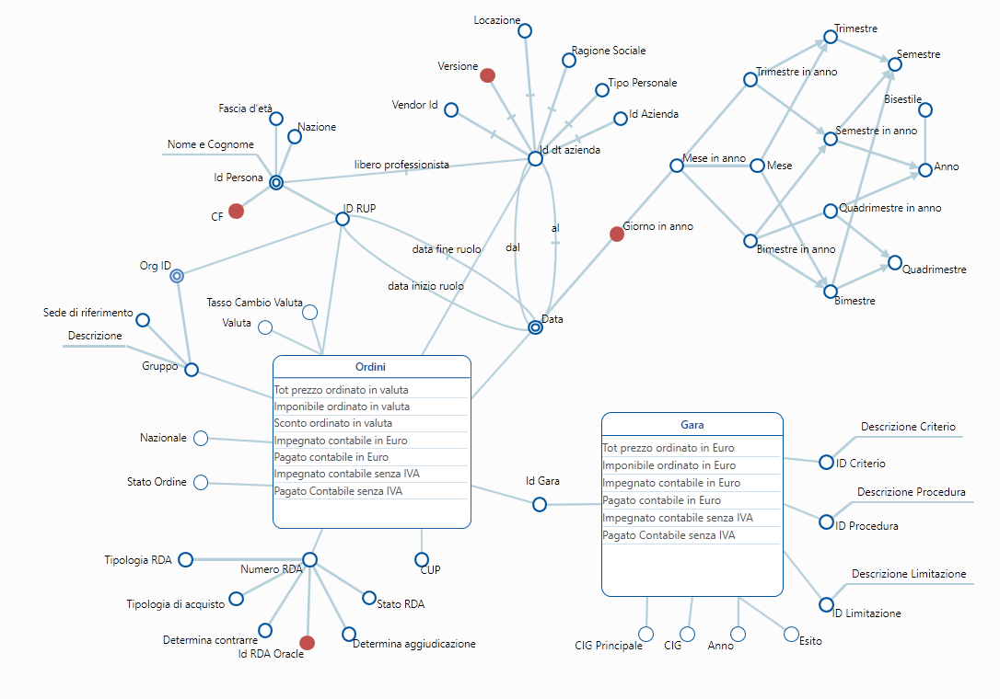 Locazione
Trimestre
Ragione Sociale
Semestre
Versione
Trimestre in anno
Tipo Personale
Bisestile
Vendor Id
Fascia d'età
Id Azienda
Nazione
Semestre in anno
Nome e Cognome
Id dt azienda
libero professionista
Mese in anno
Mese
Anno
Id Persona
CF
ID RUP
Quadrimestre in anno
al
Giorno in anno
data fine ruolo
dal
Bimestre in anno
Org ID
Quadrimestre
data inizio ruolo
Tasso Cambio Valuta
Bimestre
Sede di riferimento
Valuta
Data
Descrizione
Gruppo
Ordini
Tot prezzo ordinato in valuta
Imponibile ordinato in valuta
Sconto ordinato in valuta
Impegnato contabile in Euro
Pagato contabile in Euro
Impegnato contabile senza IVA
Pagato Contabile senza IVA
Nazionale
Stato Ordine
Id Gara
Gara
Tot prezzo ordinato in Euro
Imponibile ordinato in Euro
Impegnato contabile in Euro
Pagato contabile in Euro
Impegnato contabile senza IVA
Pagato Contabile senza IVA
Descrizione Criterio
ID Criterio
Descrizione Procedura
ID Procedura
Descrizione Limitazione
ID Limitazione
Tipologia RDA
Numero RDA
CUP
Tipologia di acquisto
Stato RDA
Determina contrarre
Determina aggiudicazione
Id RDA Oracle
CIG Principale
CIG
Anno
Esito